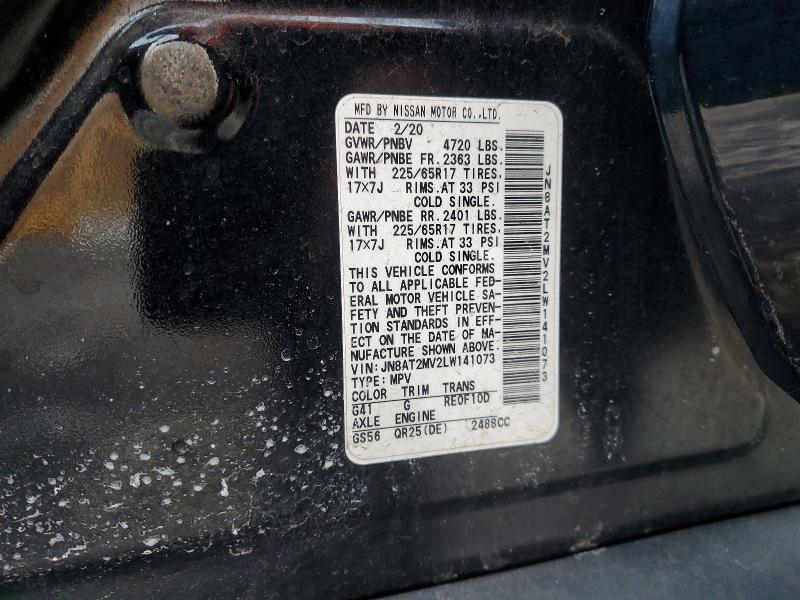 MFD BY NISSAN MOTOR CO.,LTD.
DATE 2/20
GVWR/PNBV 4720 LBS.
GAWR/PNBE FR. 2363 LBS.
WITH 225/65R17 TIRES,
17×7J RIMS.AT 33 PSI
COLD SINGLE.
GAWR/PNBE RR. 2401 LBS.
WITH 225/65R17 TIRES,
17×7J RIMS.AT 33 PSI
COLD SINGLE.
THIS VEHICLE CONFORMS
TO ALL APPLICABLE FED-
ERAL MOTOR VEHICLE SA-
FETY AND THEFT PREVEN-
TION STANDARDS IN EFF-
ECT ON THE DATE OF MA-
NUFACTURE SHOWN ABOVE.
VIN: JN8AT2MV2LW141073
TYPE: MPV
COLOR TRIM TRANS
G41 G RE0F10D
AXLE ENGINE
GS56 QR25(DE) 2488CC
JN8AT2MV2LW141073